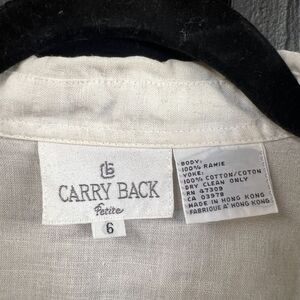 CARRY BACK
Petite
6
BODY:
100% RAMIE
YOKE:
100% COTTON/COTON
DRY CLEAN ONLY
RN 47309
CA 03978
MADE IN HONG KONG
FABRIQUE A HONG KONG